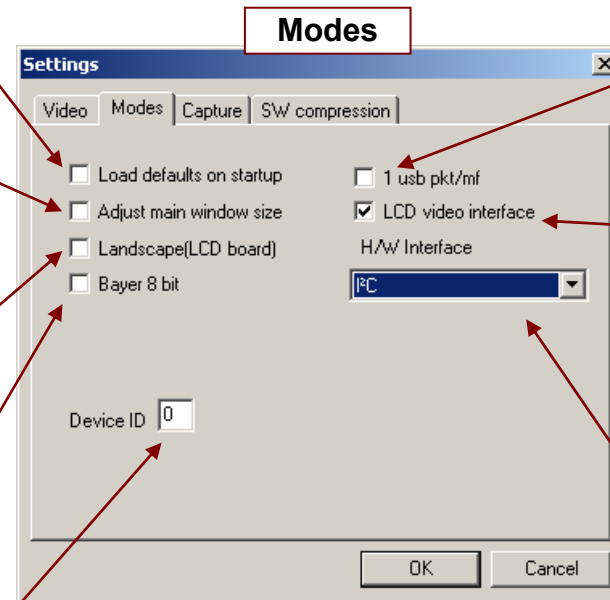 Modes
Settings
Video Modes Capture SW compression
Load defaults on startup
Adjust main window size
Landscape(LCD board)
Bayer 8 bit
1 usb pkt/mf
LCD video interface
H/W Interface
I²C
Device ID 0
OK Cancel